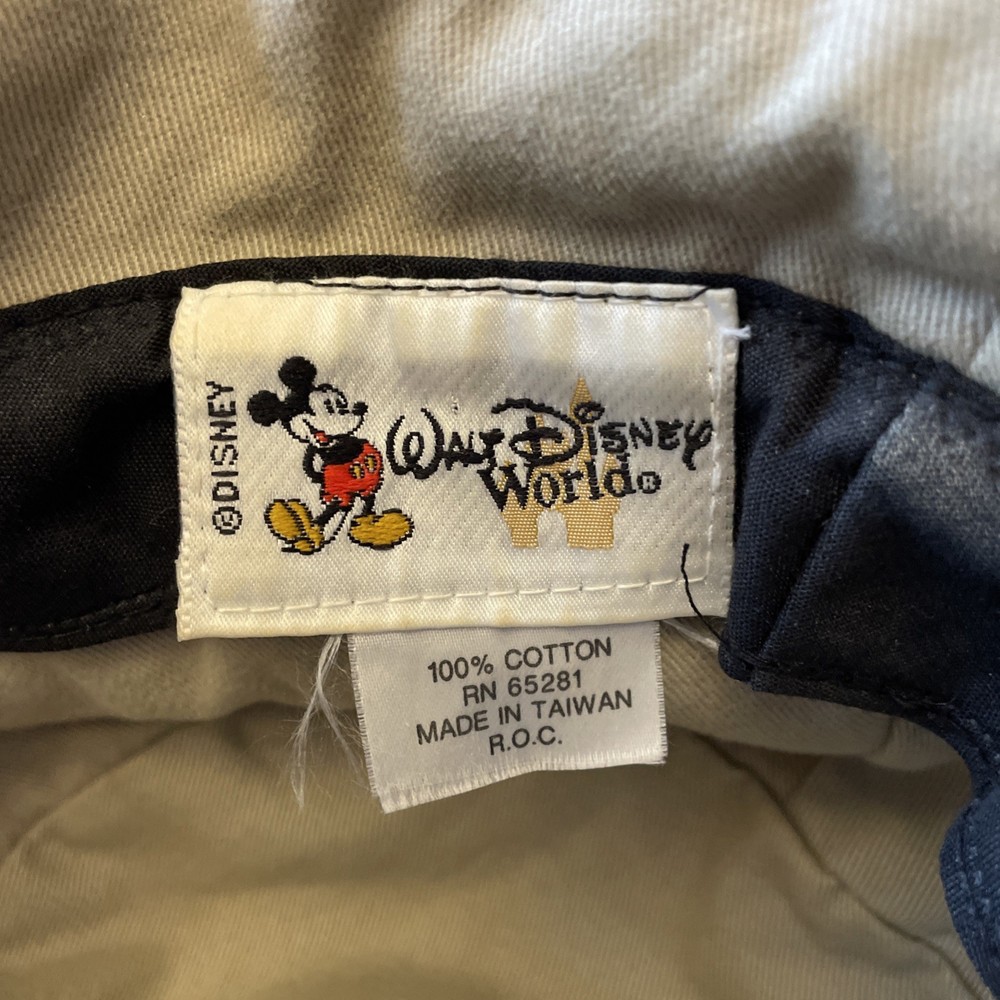 ©DISNEY
WALT DISNEY
World®
100% COTTON
RN 65281
MADE IN TAIWAN
R.O.C.